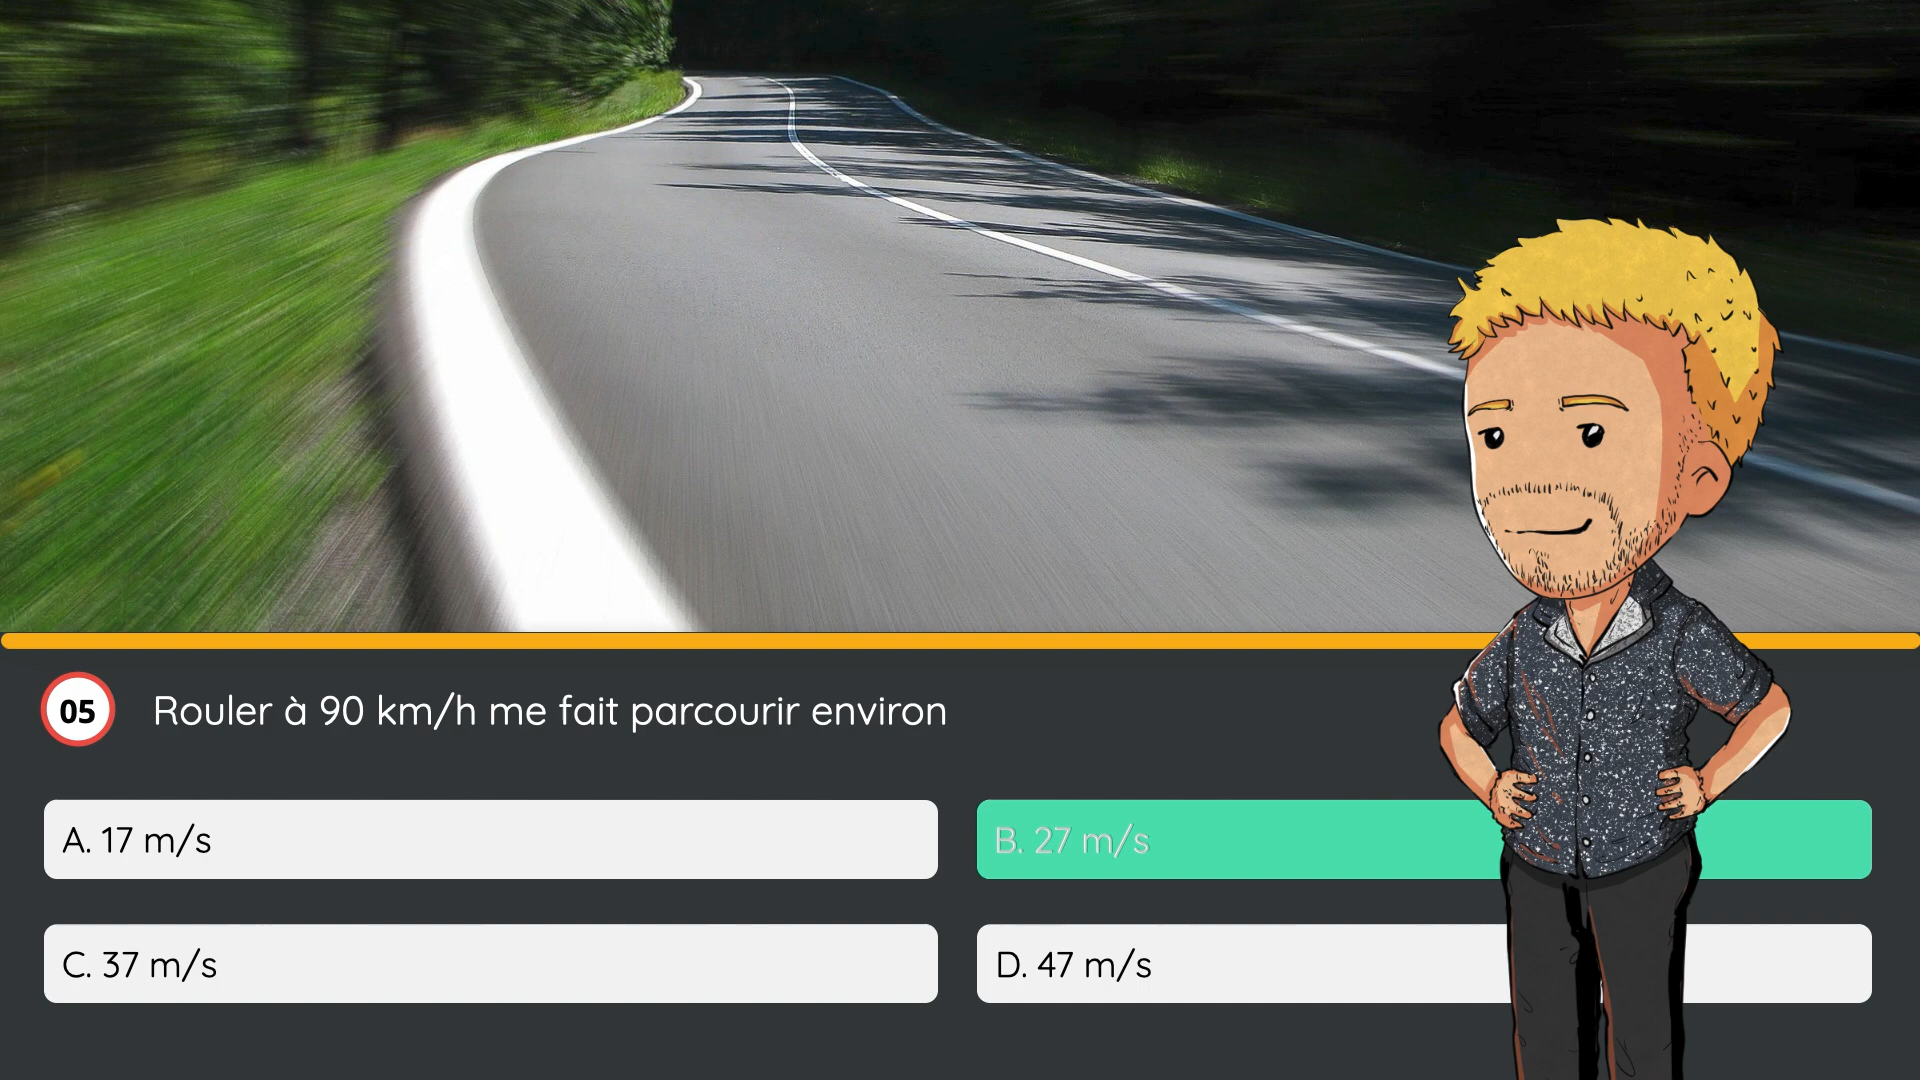 05 Rouler à 90 km/h me fait parcourir environ
A. 17 m/s
B. 27 m/s
C. 37 m/s
D. 47 m/s